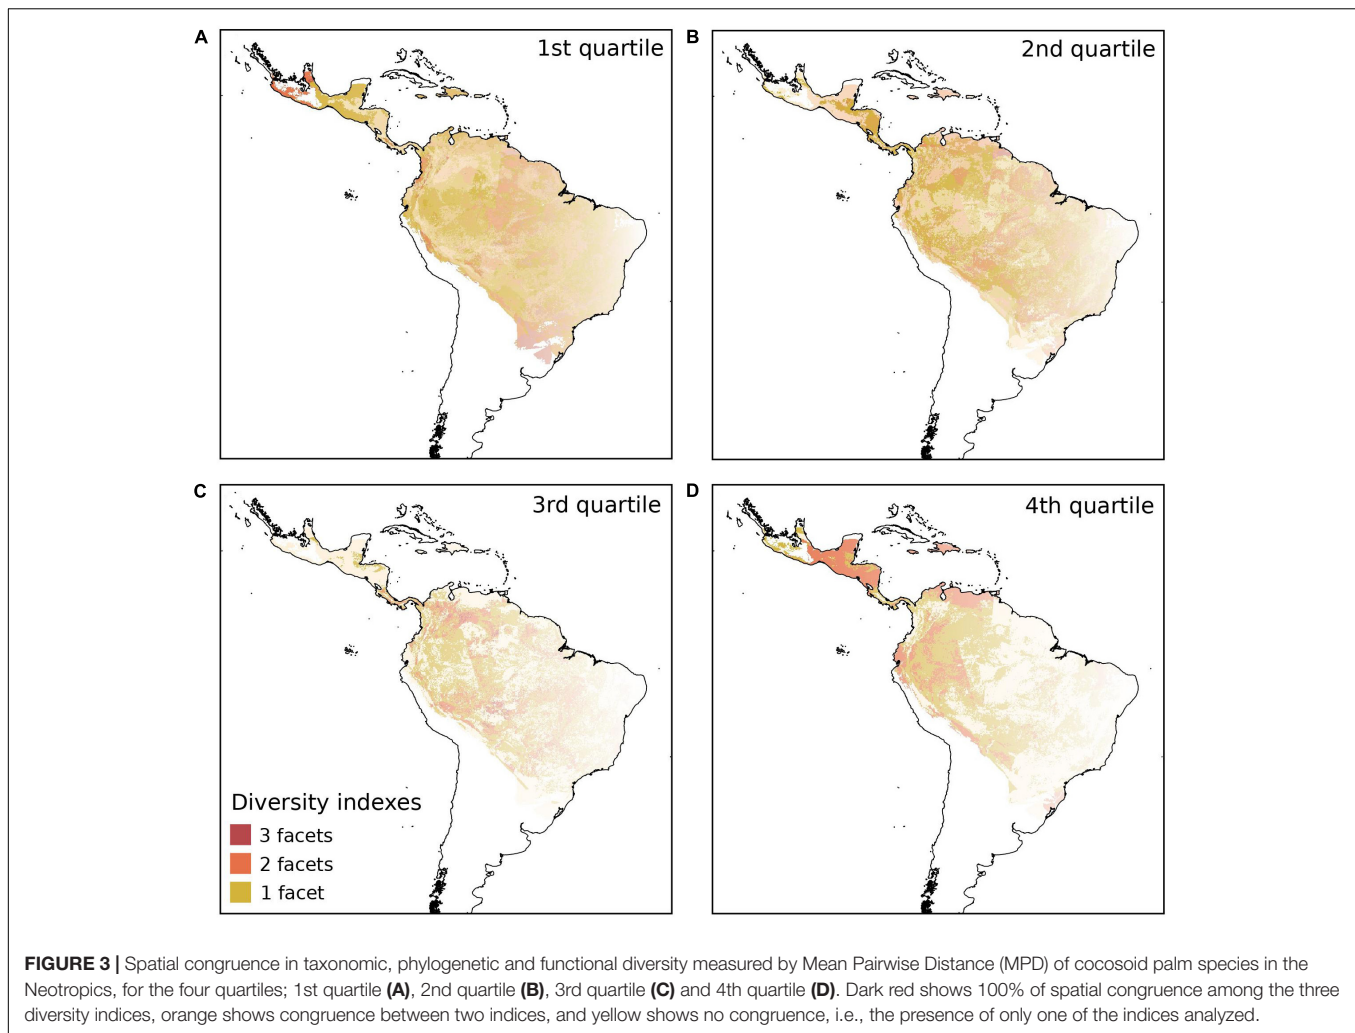 A
1st quartile
B
2nd quartile
C
3rd quartile
D
4th quartile
Diversity indexes
3 facets
2 facets
1 facet
FIGURE 3 | Spatial congruence in taxonomic, phylogenetic and functional diversity measured by Mean Pairwise Distance (MPD) of cocosoid palm species in the
Neotropics, for the four quartiles; 1st quartile (A), 2nd quartile (B), 3rd quartile (C) and 4th quartile (D). Dark red shows 100% of spatial congruence among the three
diversity indices, orange shows congruence between two indices, and yellow shows no congruence, i.e., the presence of only one of the indices analyzed.